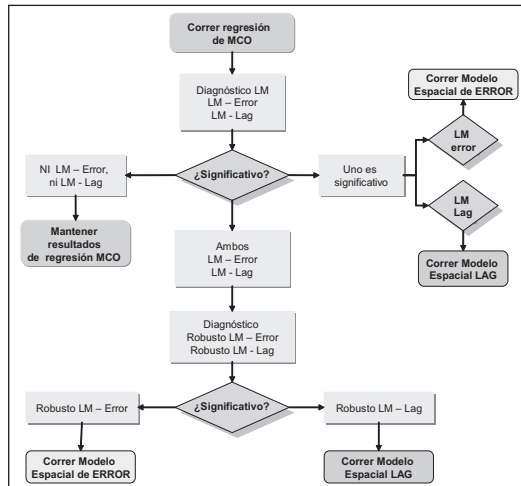 Correr regresión
de MCO
Diagnóstico LM
LM – Error
LM - Lag
¿Significativo?
NI LM – Error,
ni LM - Lag
Mantener
resultados
de regresión MCO
Uno es
significativo
LM
error
Correr Modelo
Espacial de ERROR
LM
Lag
Correr Modelo
Espacial LAG
Ambos
LM – Error
LM - Lag
Diagnóstico
Robusto LM – Error
Robusto LM - Lag
¿Significativo?
Robusto LM – Error
Correr Modelo
Espacial de ERROR
Robusto LM – Lag
Correr Modelo
Espacial LAG